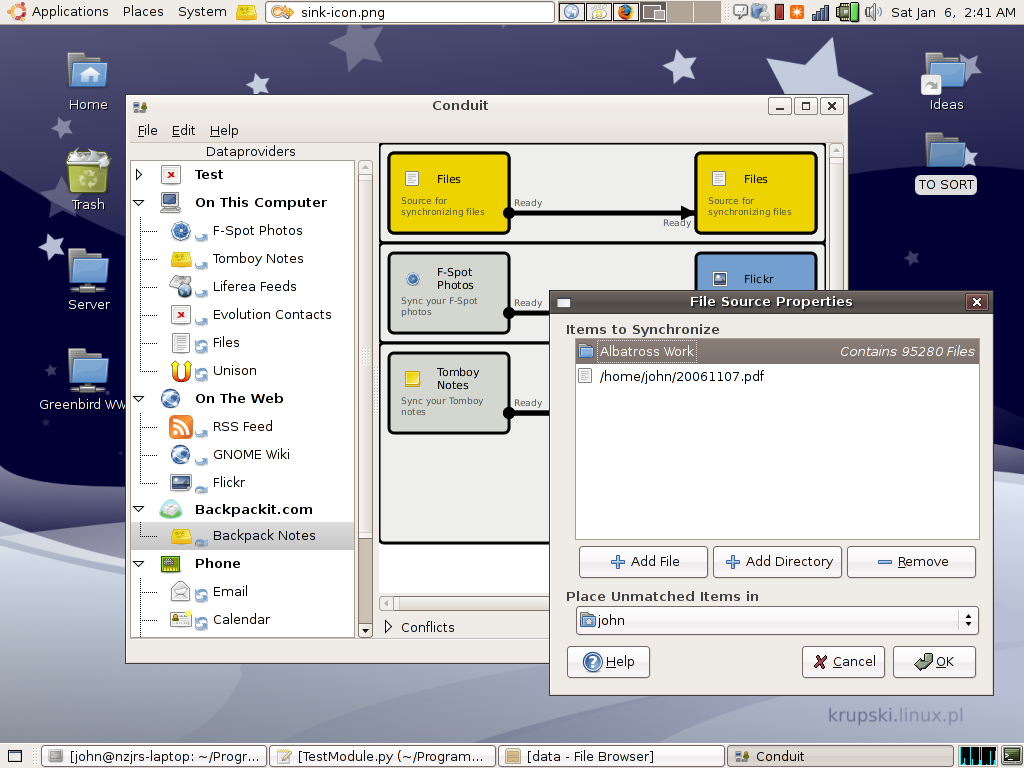 Applications Places System sink-icon.png Sat Jan 6, 2:41 AM
Home
Trash
Server
Greenbird WW
Ideas
TO SORT
Conduit
File Edit Help
Dataproviders
Test
On This Computer
F-Spot Photos
Tomboy Notes
Liferea Feeds
Evolution Contacts
Files
Unison
On The Web
RSS Feed
GNOME Wiki
Flickr
Backpackit.com
Backpack Notes
Phone
Email
Calendar
Files
Source for
synchronizing files
Ready
Ready
Files
Source for
synchronizing files
F-Spot
Photos
Sync your F-Spot
photos
Ready
Flickr
Tomboy
Notes
Sync your Tomboy
notes
Ready
Conflicts
File Source Properties
Items to Synchronize
Albatross Work Contains 95280 Files
/home/john/20061107.pdf
Add File Add Directory Remove
Place Unmatched Items in
john
Help Cancel OK
krupski.linux.pl
[john@nzjrs-laptop: ~/Progr... [TestModule.py (~/Program... [data - File Browser] Conduit